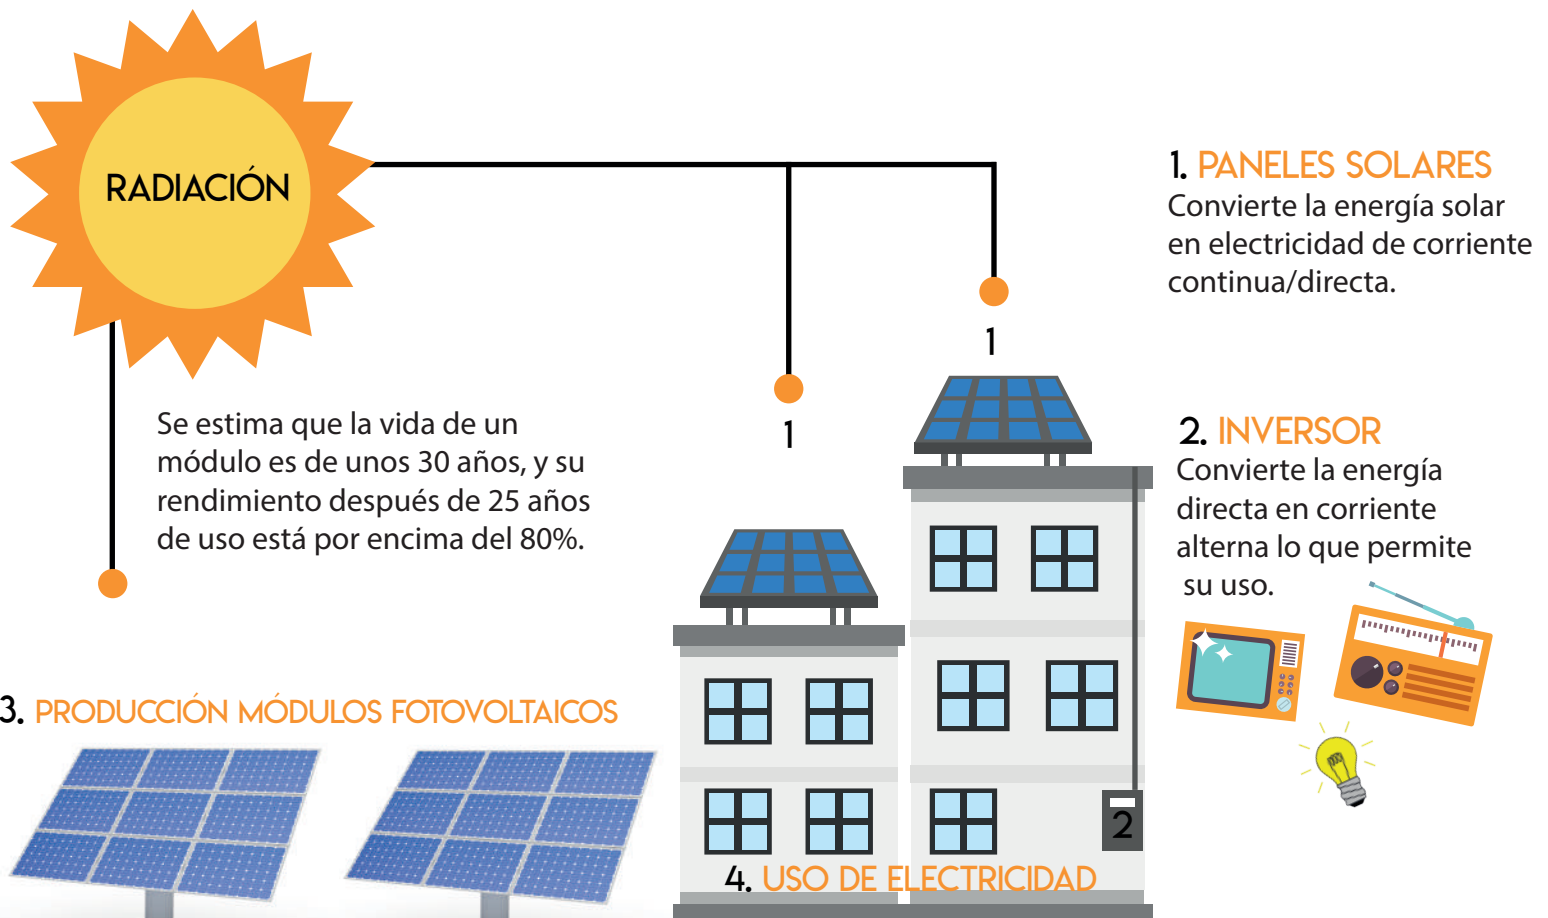 RADIACIÓN
1. PANELES SOLARES
Convierte la energía solar
en electricidad de corriente
continua/directa.
1
1
Se estima que la vida de un
módulo es de unos 30 años, y su
rendimiento después de 25 años
de uso está por encima del 80%.
2. INVERSOR
Convierte la energía
directa en corriente
alterna lo que permite
su uso.
3. PRODUCCIÓN MÓDULOS FOTOVOLTAICOS
2
4. USO DE ELECTRICIDAD